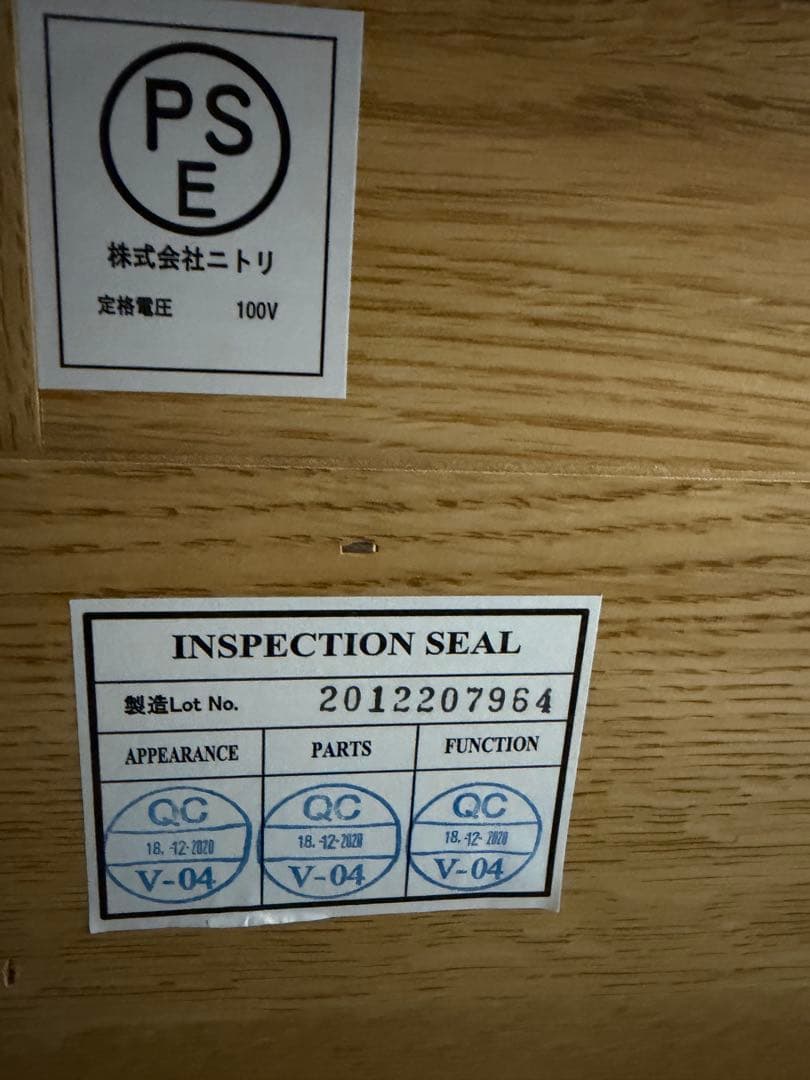 PS
E
株式会社ニトリ
定格電圧 100V
INSPECTION SEAL
製造Lot No. 2012207964
APPEARANCE PARTS FUNCTION
QC QC QC
18.-12-2020 18.-12-2020 18.-12-2020
V-04 V-04 V-04